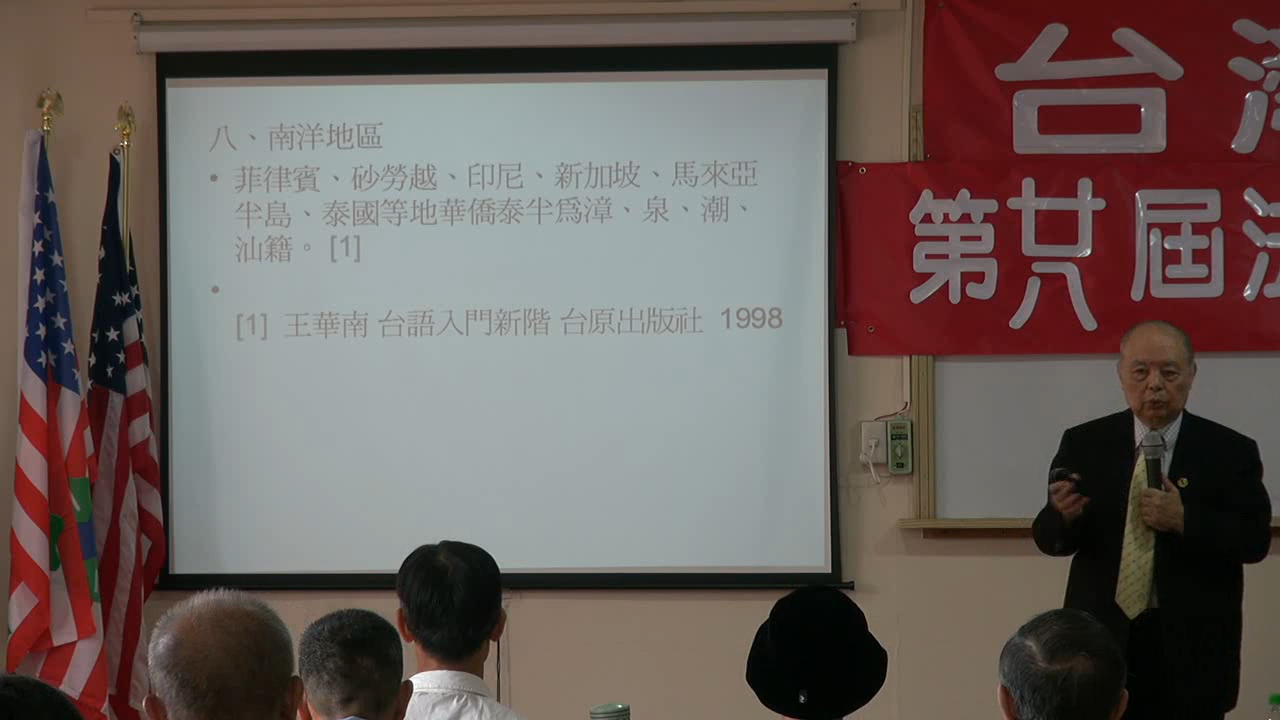 八、南洋地區
• 菲律賓、砂勞越、印尼、新加坡、馬來亞
半島、泰國等地華僑泰半為漳、泉、潮、
汕籍。 [1]
•
[1] 王華南 台語入門新階 台原出版社 1998
台
第廿八屆